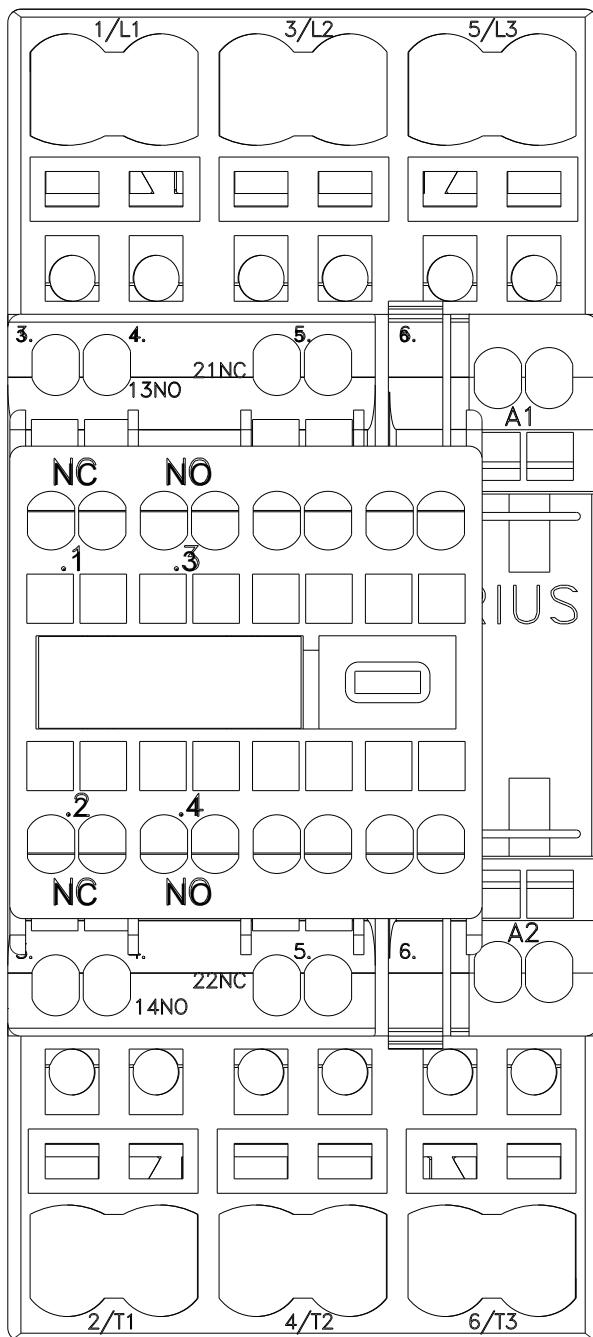 1/L1 3/L2 5/L3
3. 4. 5. 6.
21NC
13NO
A1
NC NO
.1 .3
RIUS
.2 .4
NC NO
A2
3. 4. 5. 6.
22NC
14NO
2/T1 4/T2 6/T3